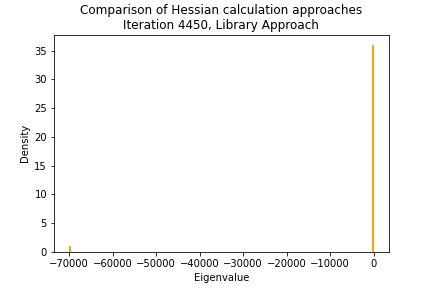 Comparison of Hessian calculation approaches
Iteration 4450, Library Approach
35
30
25
20
15
10
5
0
Density
−70000 −60000 −50000 −40000 −30000 −20000 −10000 0
Eigenvalue